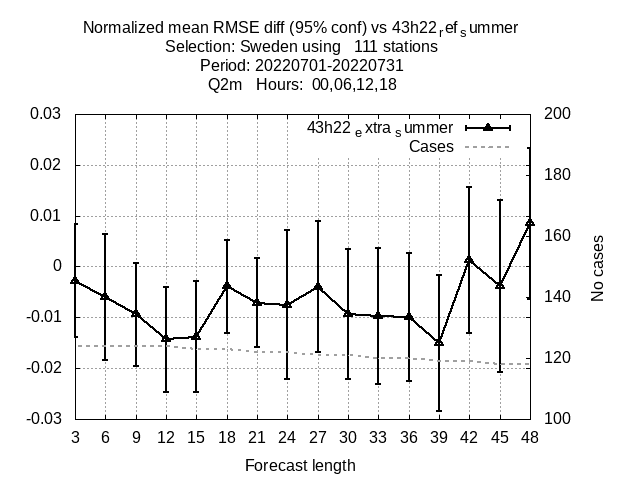 Normalized mean RMSE diff (95% conf) vs 43h22refsummer
Selection: Sweden using 111 stations
Period: 20220701-20220731
Q2m Hours: 00,06,12,18
43h22extrasummer
Cases
0.03
0.02
0.01
0
-0.01
-0.02
-0.03
200
180
160
140
120
100
No cases
3 6 9 12 15 18 21 24 27 30 33 36 39 42 45 48
Forecast length